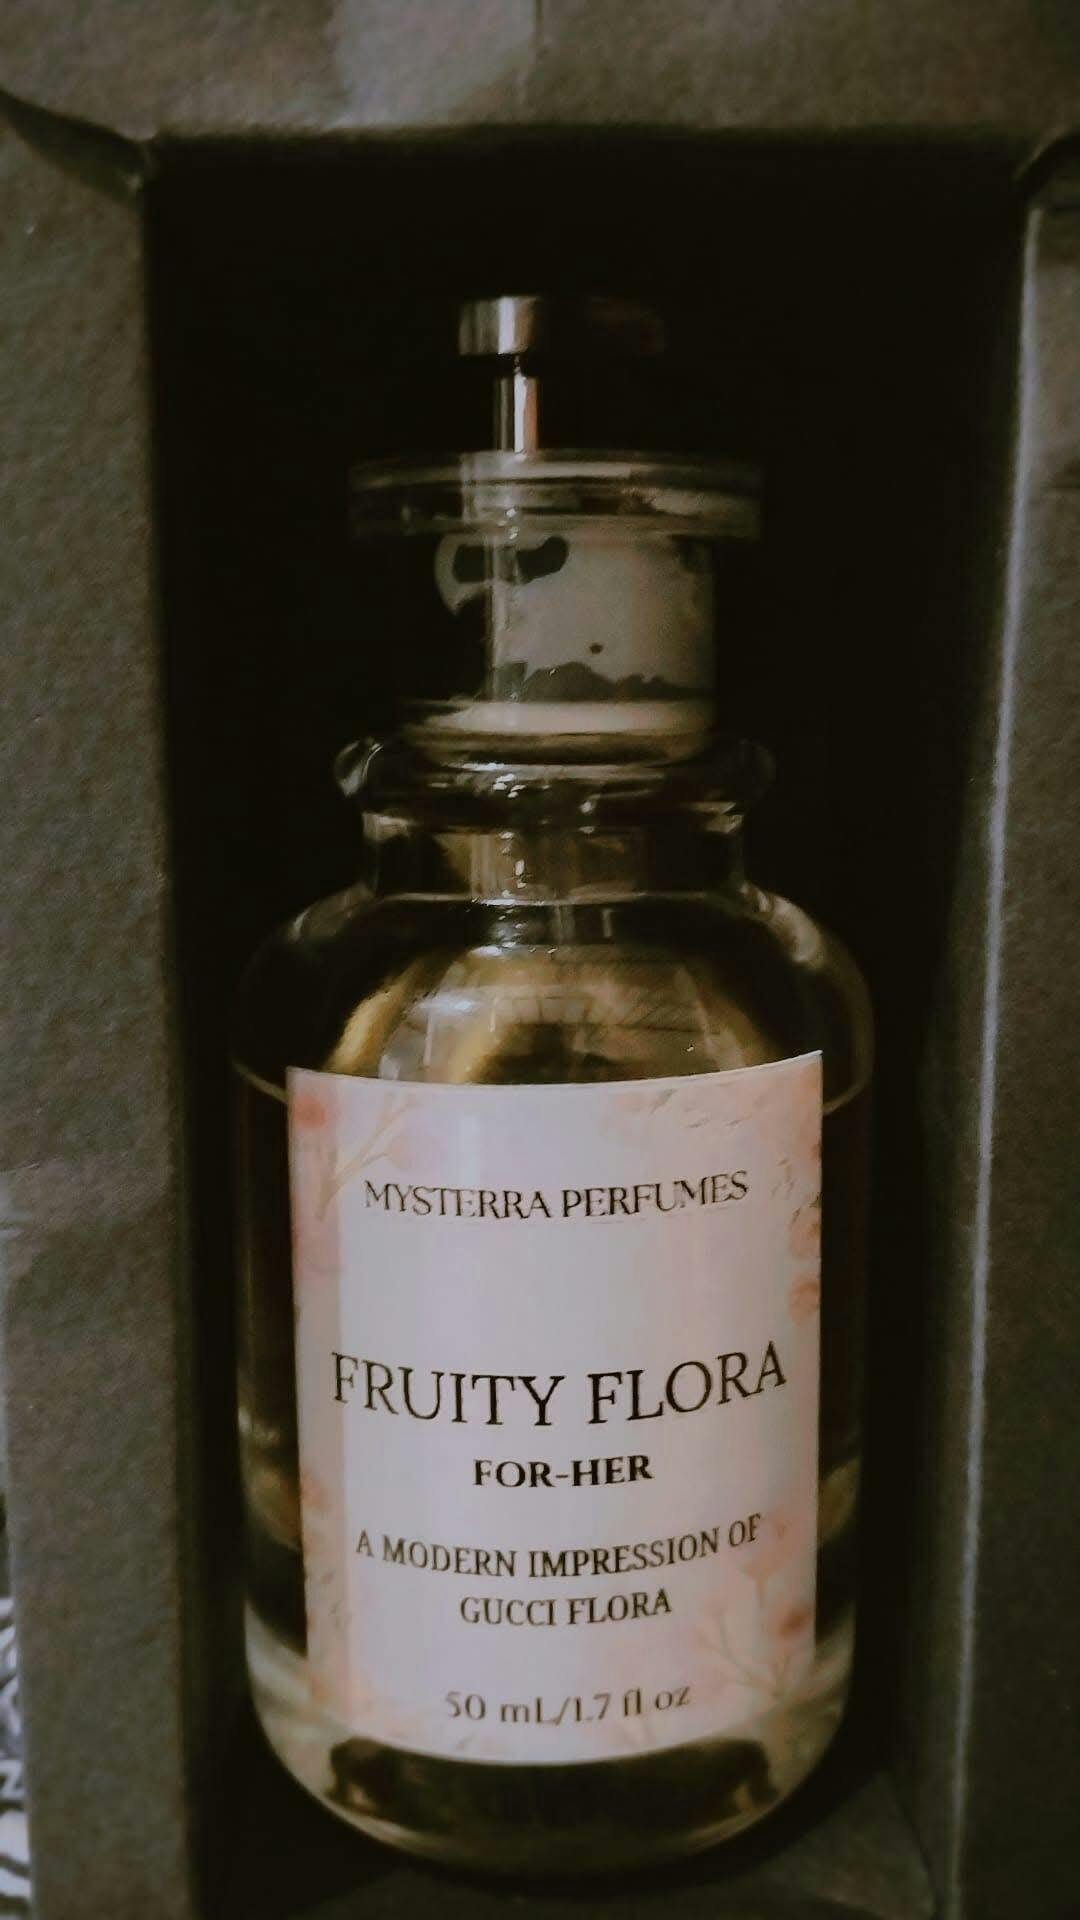 MYSTERRA PERFUMES
FRUITY FLORA
FOR-HER
A MODERN IMPRESSION OF
GUCCI FLORA
50 mL/1.7 fl oz